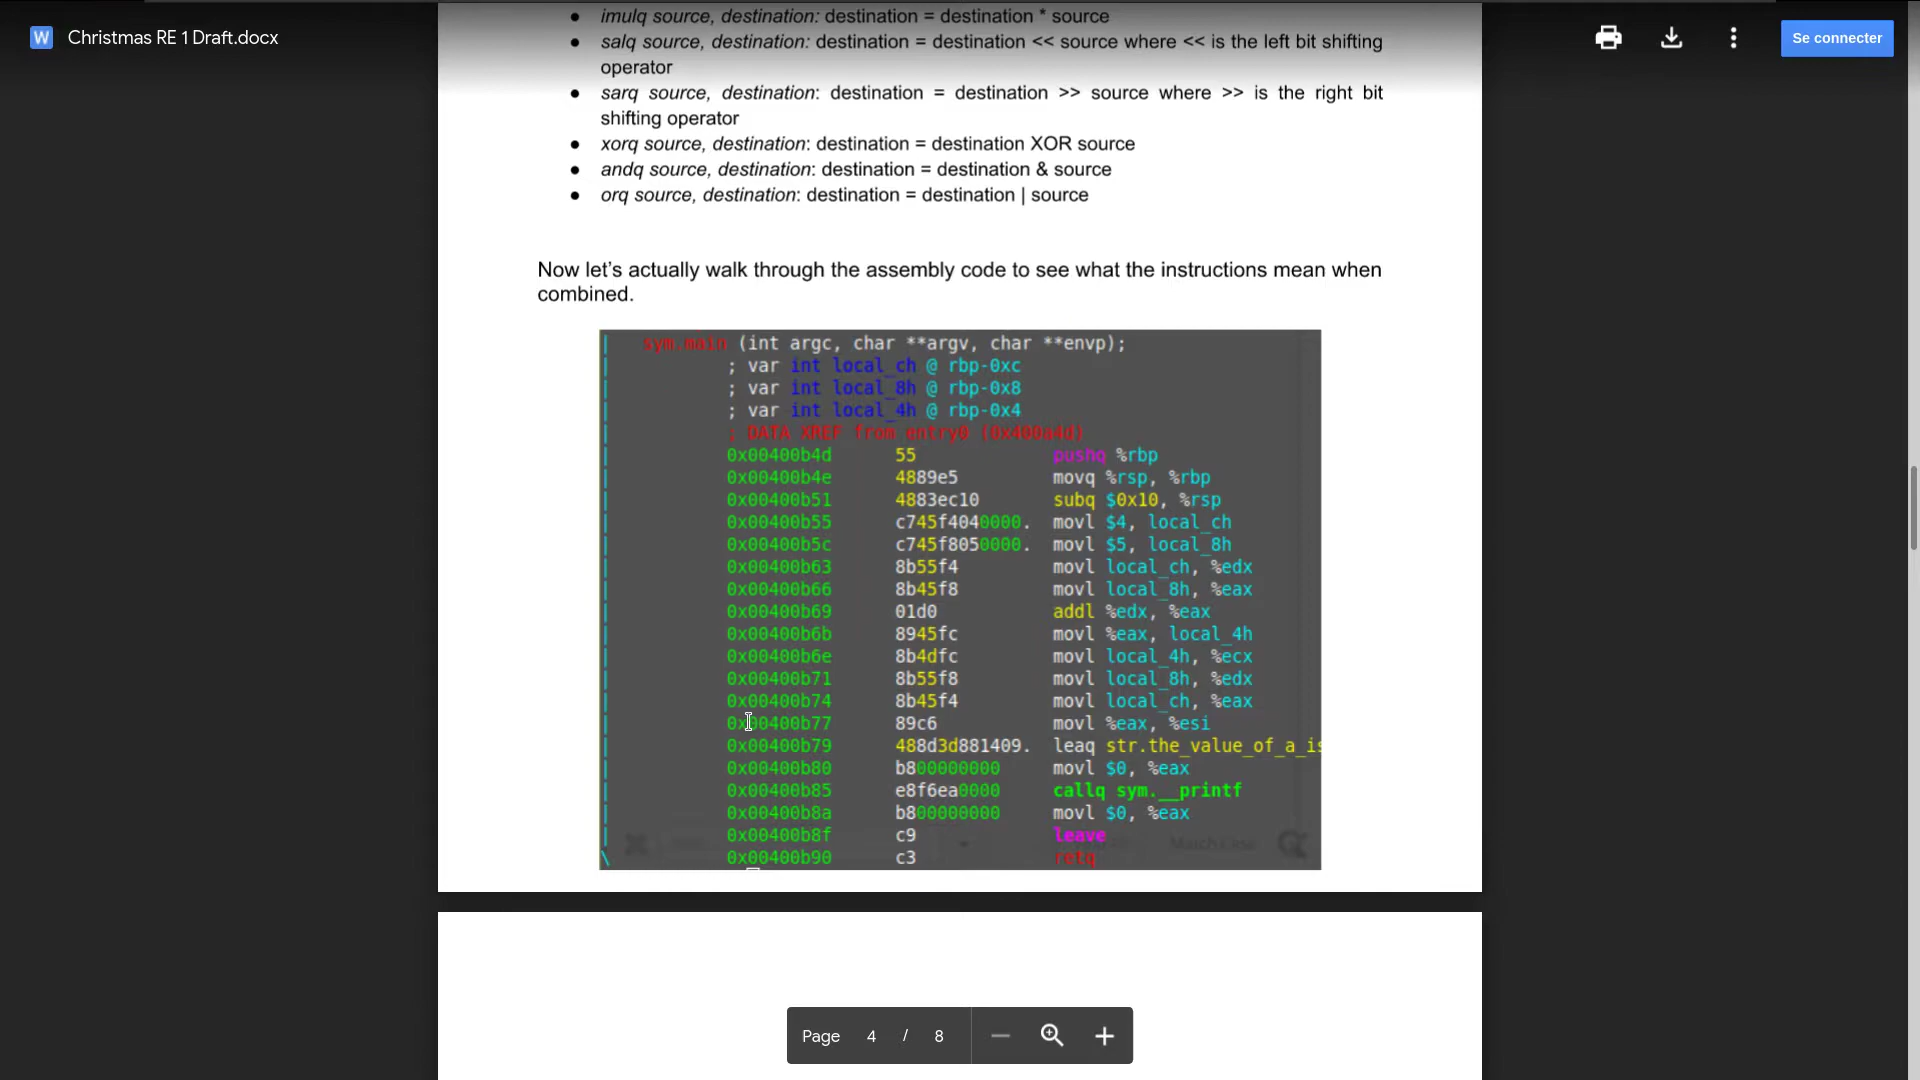 imulq source, destination: destination = destination * source
Christmas RE 1 Draft.docx
Se connecter
● salq source, destination: destination = destination << source where << is the left bit shifting
operator
● sarq source, destination: destination = destination >> source where >> is the right bit
shifting operator
● xorq source, destination: destination = destination XOR source
● andq source, destination: destination = destination & source
● orq source, destination: destination = destination | source
Now let's actually walk through the assembly code to see what the instructions mean when
combined.
sym.main (int argc, char **argv, char **envp);
; var int local_ch @ rbp-0xc
; var int local_8h @ rbp-0x8
; var int local_4h @ rbp-0x4
; DATA XREF from entry0 (0x400a4d)
0x00400b4d 55 pushq %rbp
0x00400b4e 4889e5 movq %rsp, %rbp
0x00400b51 4883ec10 subq $0x10, %rsp
0x00400b55 c745f4040000. movl $4, local_ch
0x00400b5c c745f8050000. movl $5, local_8h
0x00400b63 8b55f4 movl local_ch, %edx
0x00400b66 8b45f8 movl local_8h, %eax
0x00400b69 01d0 addl %edx, %eax
0x00400b6b 8945fc movl %eax, local_4h
0x00400b6e 8b4dfc movl local_4h, %ecx
0x00400b71 8b55f8 movl local_8h, %edx
0x00400b74 8b45f4 movl local_ch, %eax
0x00400b77 89c6 movl %eax, %esi
0x00400b79 488d3d881409. leaq str.the_value_of_a_is
0x00400b80 b800000000 movl $0, %eax
0x00400b85 e8f6ea0000 callq sym.__printf
0x00400b8a b800000000 movl $0, %eax
0x00400b8f c9 leave
0x00400b90 c3 retq
Page 4 / 8